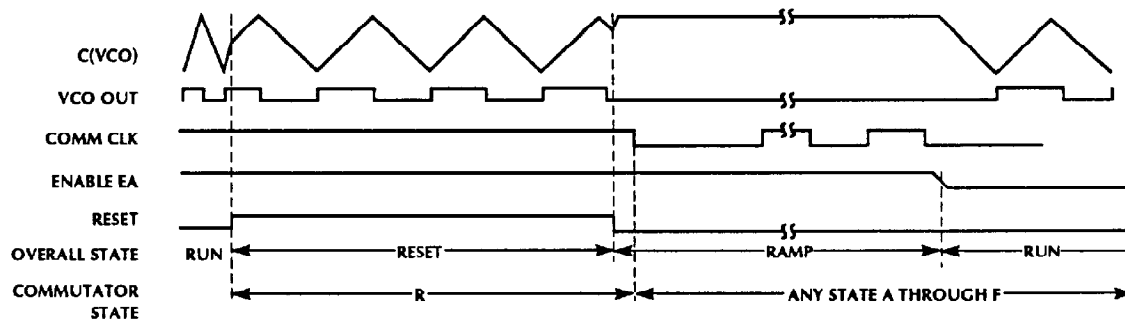 C(VCO)
VCO OUT
COMM CLK
ENABLE EA
RESET
OVERALL STATE RUN RESET RAMP RUN
COMMUTATOR STATE R ANY STATE A THROUGH F